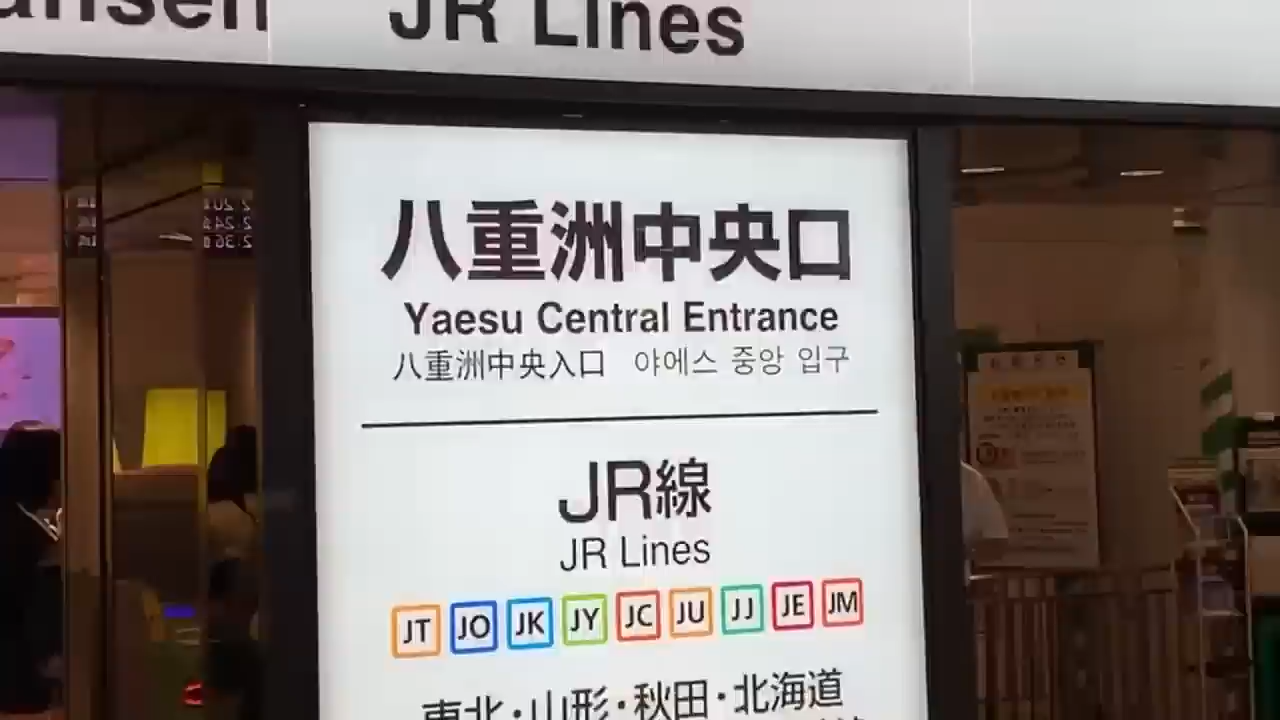 JR Lines
八重洲中央口
Yaesu Central Entrance
八重洲中央入口 야에스 중앙 입구
JR線
JR Lines
JT JO JK JY JC JU JJ JE JM
東北・山形・秋田・北海道